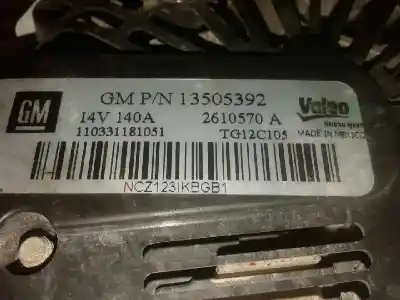 GM
GM P/N 13505392
14V 140A 2610570 A
110331181051 TG12C105
Valeo
MADE IN MEXICO
NCZ123IKBGB1